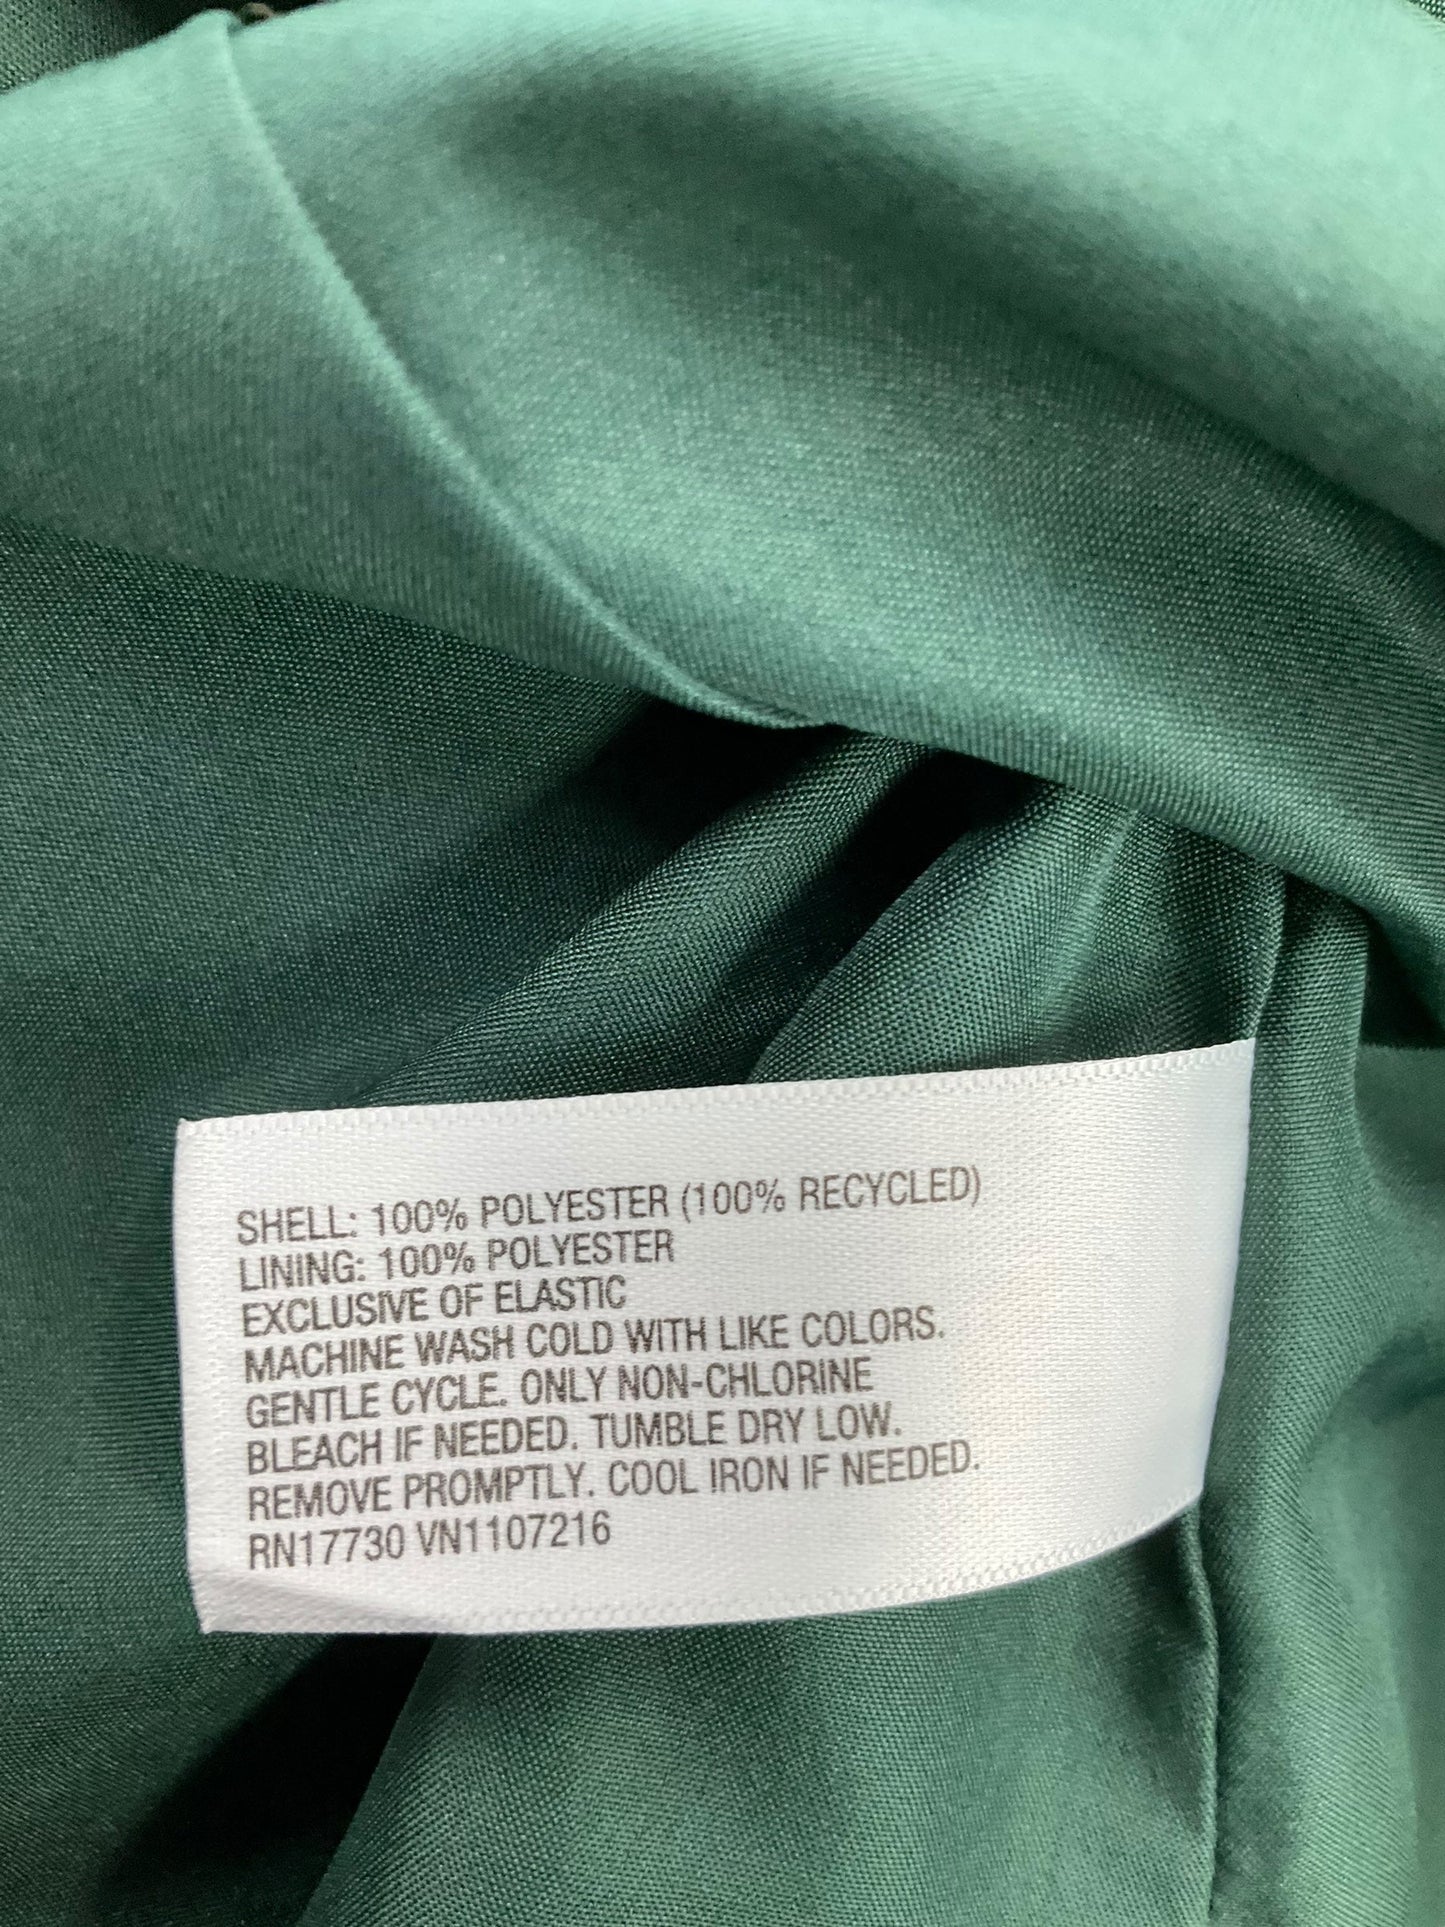 SHELL: 100% POLYESTER (100% RECYCLED)
LINING: 100% POLYESTER
EXCLUSIVE OF ELASTIC
MACHINE WASH COLD WITH LIKE COLORS.
GENTLE CYCLE. ONLY NON-CHLORINE
BLEACH IF NEEDED. TUMBLE DRY LOW.
REMOVE PROMPTLY. COOL IRON IF NEEDED.
RN17730 VN1107216